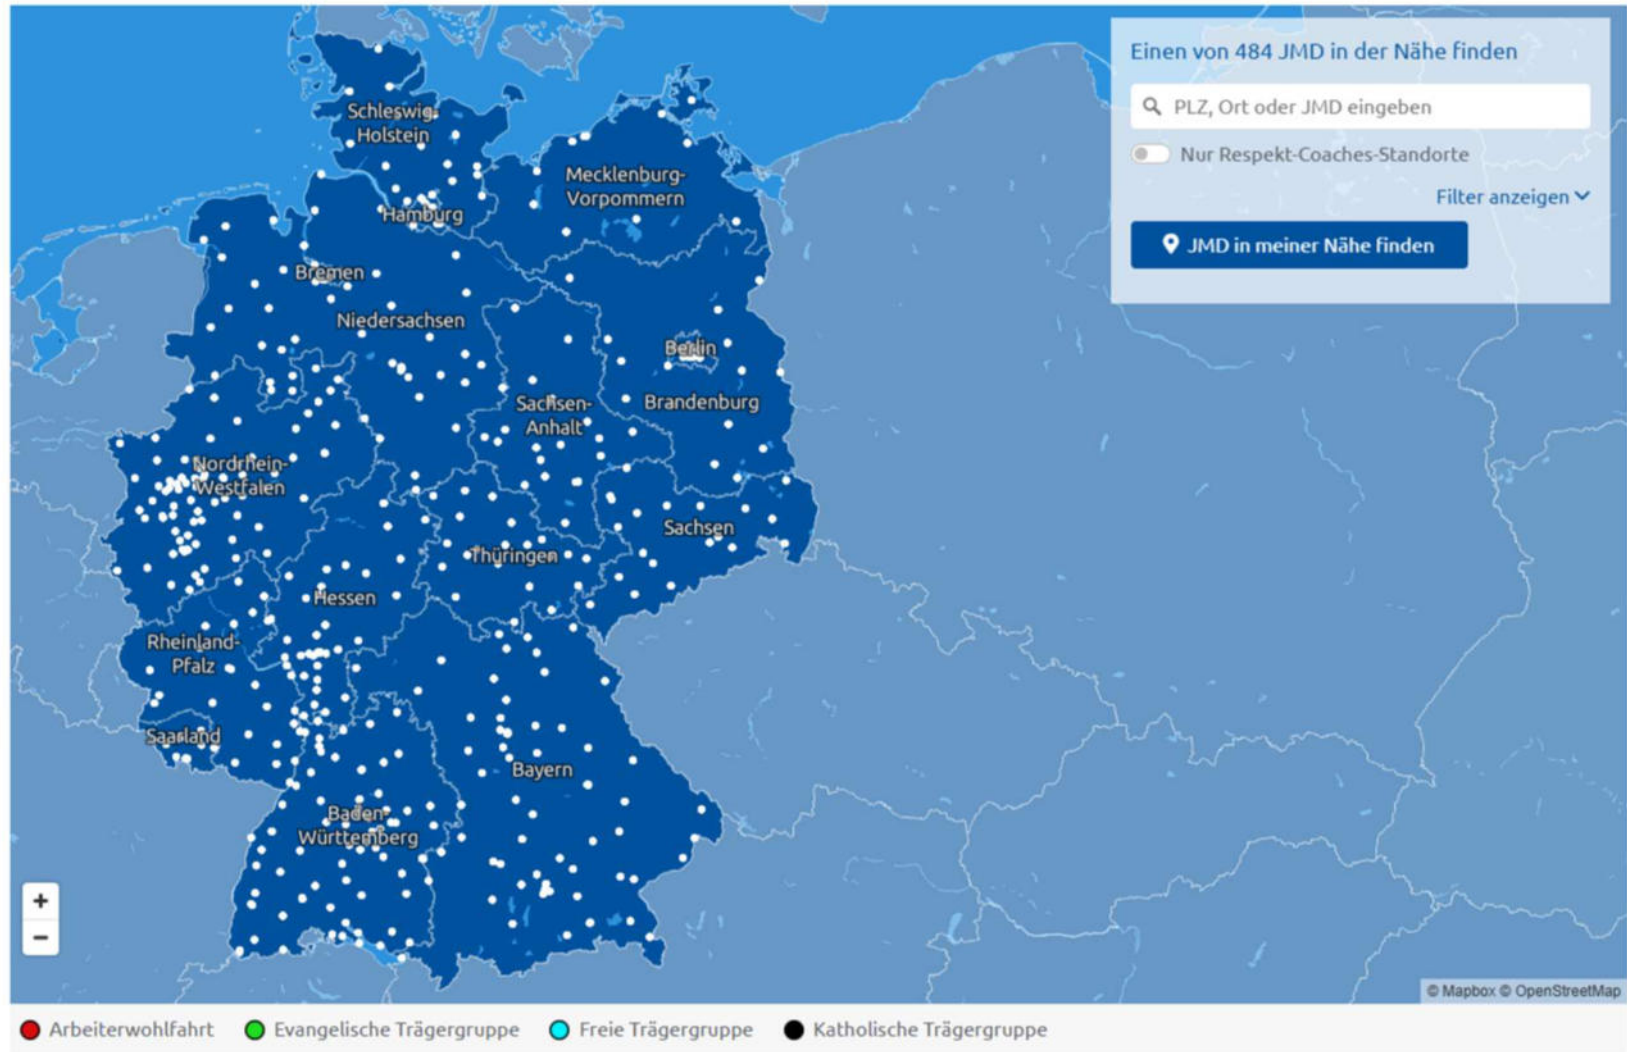 Einen von 484 JMD in der Nähe finden
PLZ, Ort oder JMD eingeben
Nur Respekt-Coaches-Standorte
Filter anzeigen
JMD in meiner Nähe finden
Schleswig-
Holstein
Mecklenburg-
Vorpommern
Hamburg
Bremen
Niedersachsen
Berlin
Sachsen-
Anhalt
Brandenburg
Nordrhein-
Westfalen
Sachsen
Thüringen
Hessen
Rheinland-
Pfalz
Saarland
Bayern
Baden-
Württemberg
+
−
© Mapbox © OpenStreetMap
Arbeiterwohlfahrt Evangelische Trägergruppe Freie Trägergruppe Katholische Trägergruppe